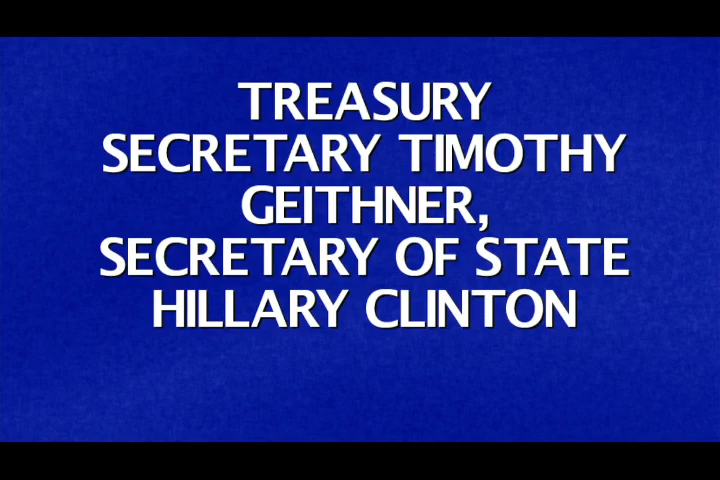 TREASURY
SECRETARY TIMOTHY
GEITHNER,
SECRETARY OF STATE
HILLARY CLINTON